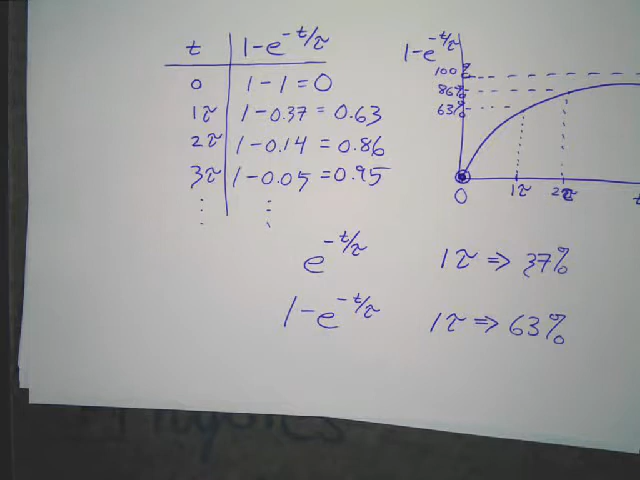 t | 1-e^{-t/τ}
0 | 1-1=0
1τ | 1-0.37=0.63
2τ | 1-0.14=0.86
3τ | 1-0.05=0.95
⋮ ⋮
1-e^{-t/τ}
100%
86%
63%
0 1τ 2τ t
e^{-t/τ} 1τ ⇒ 37%
1-e^{-t/τ} 1τ ⇒ 63%
Physics